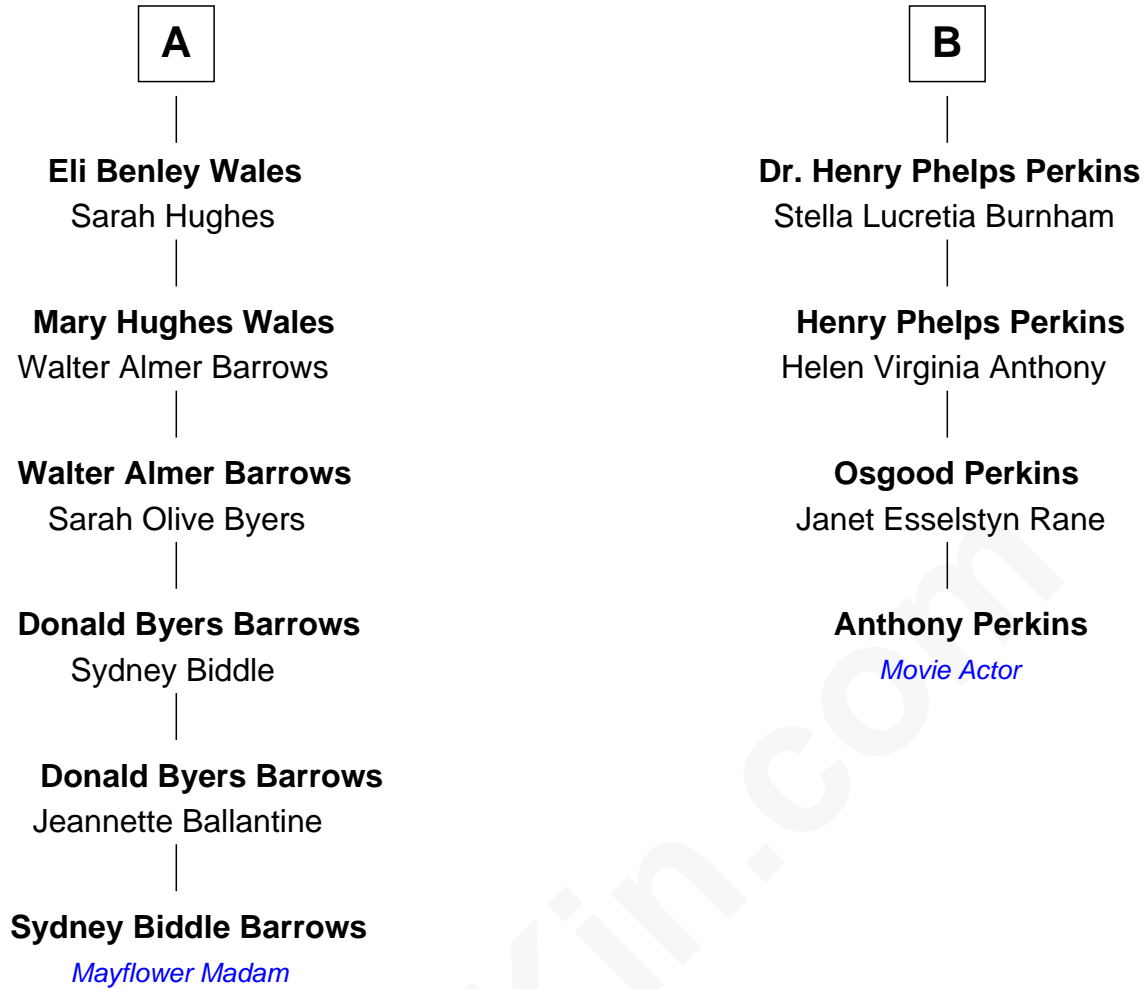 A
Eli Benley Wales
Sarah Hughes
Mary Hughes Wales
Walter Almer Barrows
Walter Almer Barrows
Sarah Olive Byers
Donald Byers Barrows
Sydney Biddle
Donald Byers Barrows
Jeannette Ballantine
Sydney Biddle Barrows
Mayflower Madam
B
Dr. Henry Phelps Perkins
Stella Lucretia Burnham
Henry Phelps Perkins
Helen Virginia Anthony
Osgood Perkins
Janet Esselstyn Rane
Anthony Perkins
Movie Actor